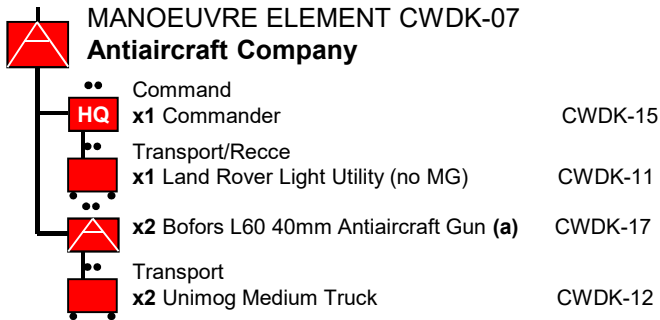 MANOEUVRE ELEMENT CWDK-07
Antiaircraft Company
Command
HQ x1 Commander CWDK-15
Transport/Recce
x1 Land Rover Light Utility (no MG) CWDK-11
x2 Bofors L60 40mm Antiaircraft Gun (a) CWDK-17
Transport
x2 Unimog Medium Truck CWDK-12